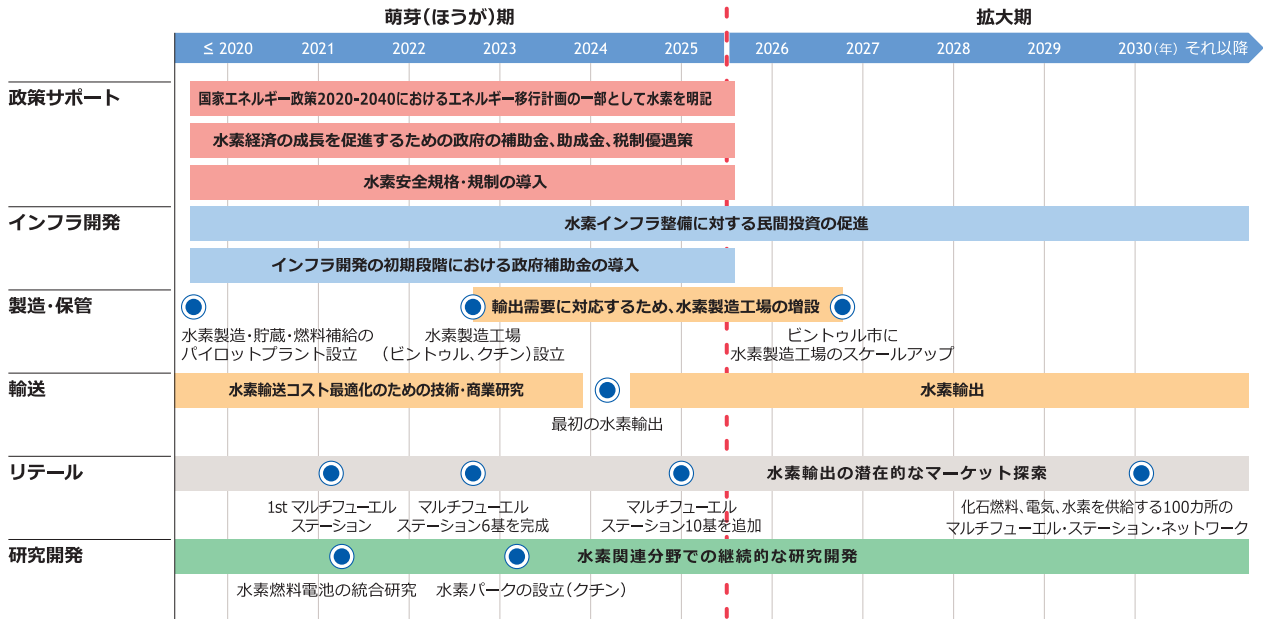 萌芽（ほうが）期
拡大期
≤ 2020 2021 2022 2023 2024 2025 2026 2027 2028 2029 2030（年） それ以降
政策サポート
国家エネルギー政策2020-2040におけるエネルギー移行計画の一部として水素を明記
水素経済の成長を促進するための政府の補助金、助成金、税制優遇策
水素安全規格・規制の導入
インフラ開発
水素インフラ整備に対する民間投資の促進
インフラ開発の初期段階における政府補助金の導入
製造・保管
輸出需要に対応するため、水素製造工場の増設
水素製造・貯蔵・燃料補給の
パイロットプラント設立
水素製造工場
（ビントゥル、クチン）設立
ビントゥル市に
水素製造工場のスケールアップ
輸送
水素輸送コスト最適化のための技術・商業研究
水素輸出
最初の水素輸出
リテール
水素輸出の潜在的なマーケット探索
1st マルチフューエル
ステーション
マルチフューエル
ステーション6基を完成
マルチフューエル
ステーション10基を追加
化石燃料、電気、水素を供給する100カ所の
マルチフューエル・ステーション・ネットワーク
研究開発
水素関連分野での継続的な研究開発
水素燃料電池の統合研究
水素パークの設立（クチン）